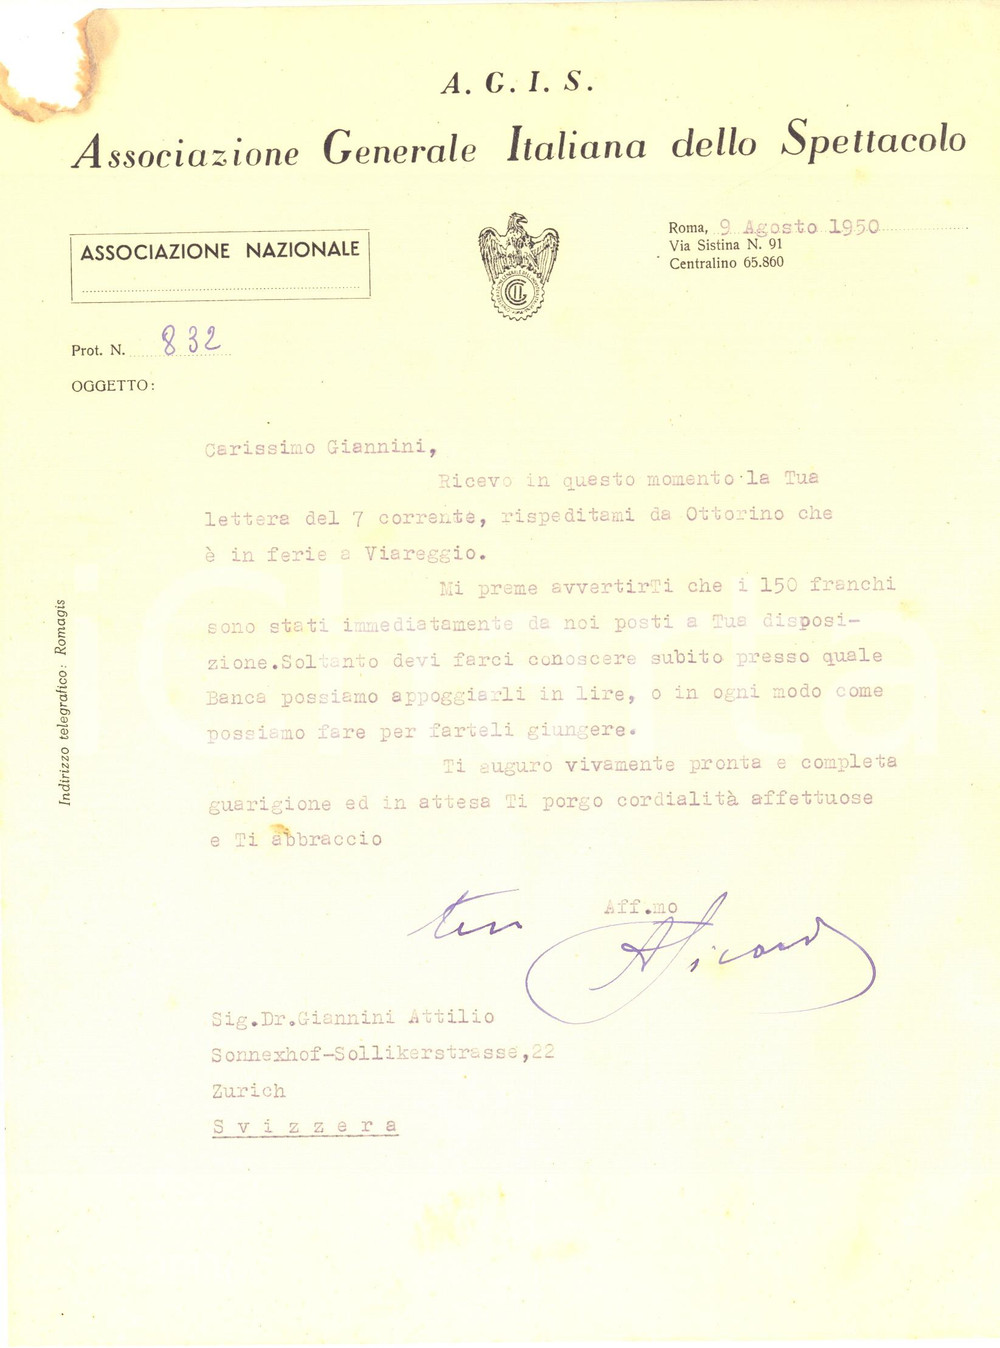 A. G. I. S.
Associazione Generale Italiana dello Spettacolo
ASSOCIAZIONE NAZIONALE
Roma, 9 Agosto 1950
Via Sistina N. 91
Centralino 65.860
Prot. N. 832
OGGETTO:
Carissimo Giannini,
Ricevo in questo momento la Tua
lettera del 7 corrente, rispeditami da Ottorino che
è in ferie a Viareggio.
Mi preme avvertirTi che i 150 franchi
sono stati immediatamente da noi posti a Tua disposi-
zione.Soltanto devi farci conoscere subito presso quale
Banca possiamo appoggiarli in lire, o in ogni modo come
possiamo fare per farteli giungere.
Ti auguro vivamente pronta e completa
guarigione ed in attesa Ti porgo cordialità affettuose
e Ti abbraccio
Aff.mo
Sig.Dr.Giannini Attilio
Sonnexhof-Sollikerstrasse,22
Zurich
S v i z z e r a
Indirizzo telegrafico: Romagis